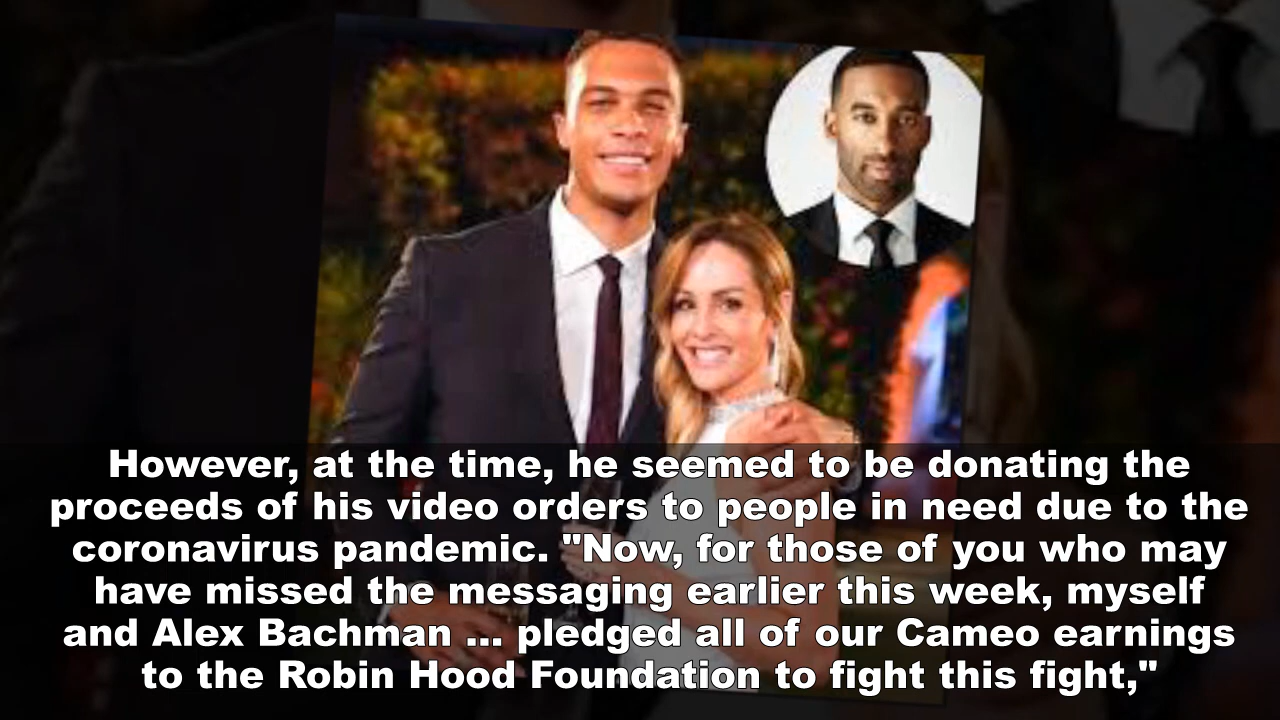 However, at the time, he seemed to be donating the
proceeds of his video orders to people in need due to the
coronavirus pandemic. "Now, for those of you who may
have missed the messaging earlier this week, myself
and Alex Bachman ... pledged all of our Cameo earnings
to the Robin Hood Foundation to fight this fight,"